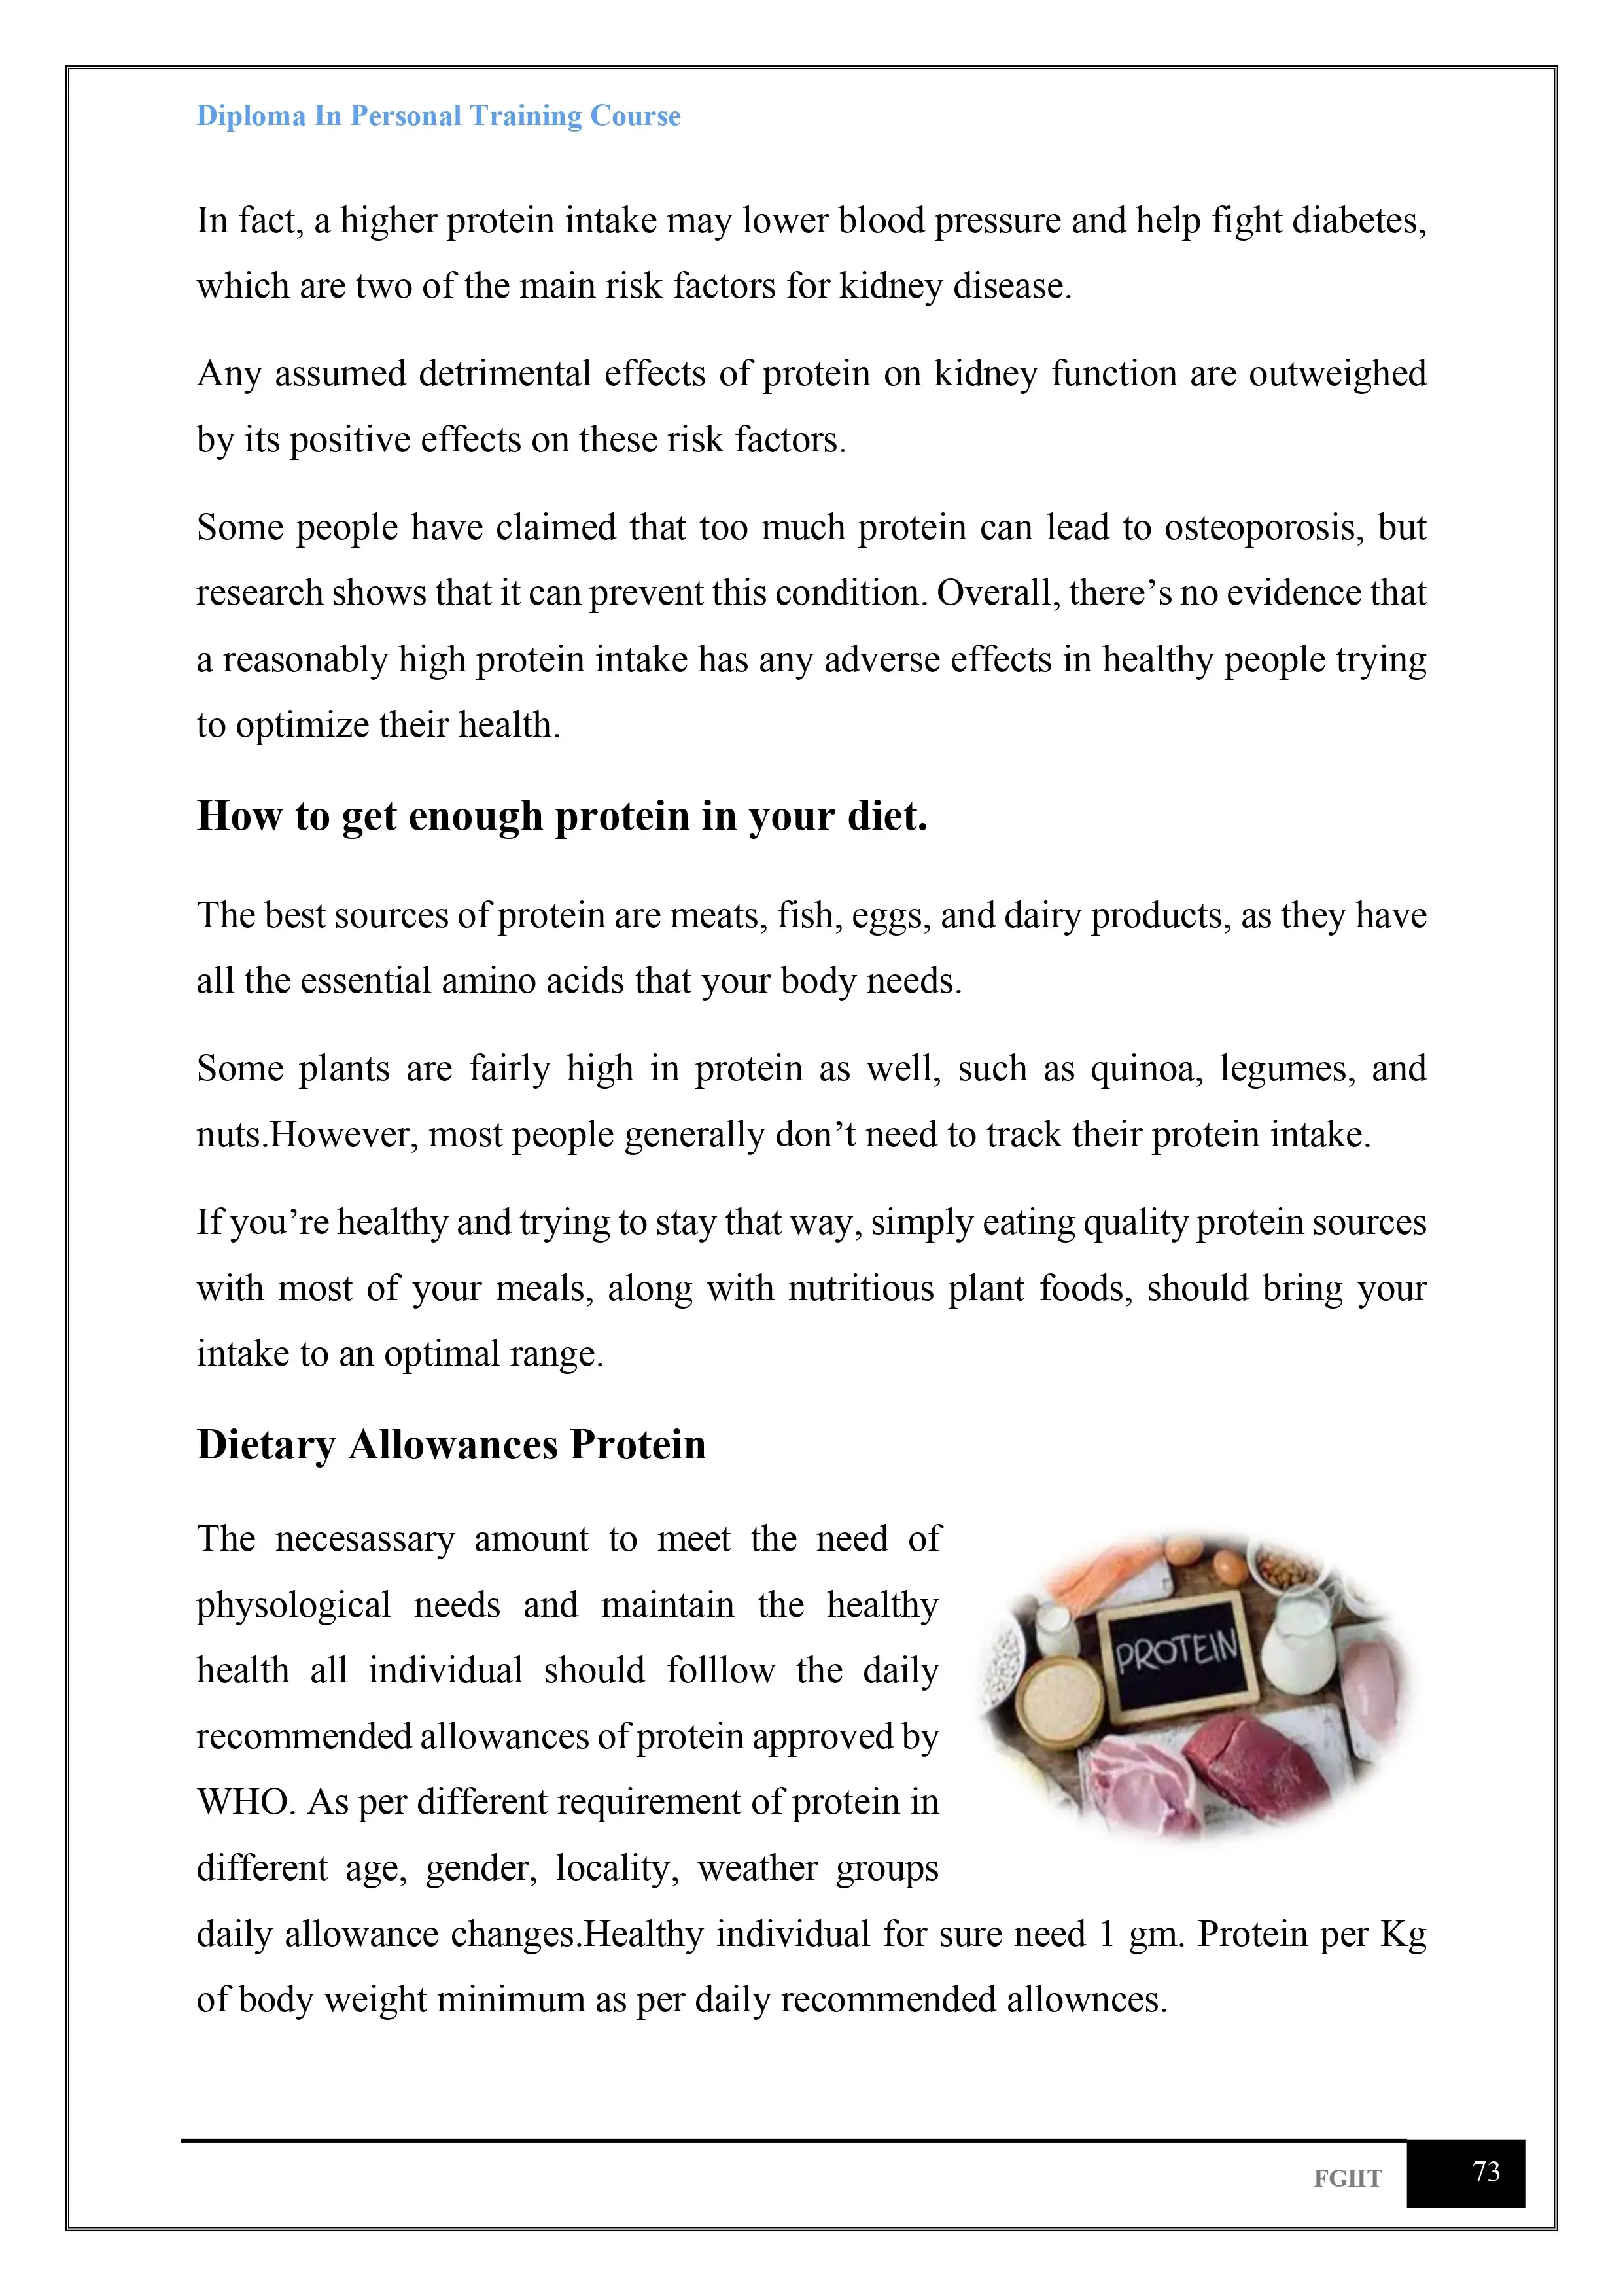 Diploma In Personal Training Course
In fact, a higher protein intake may lower blood pressure and help fight diabetes,
which are two of the main risk factors for kidney disease.
Any assumed detrimental effects of protein on kidney function are outweighed
by its positive effects on these risk factors.
Some people have claimed that too much protein can lead to osteoporosis, but
research shows that it can prevent this condition. Overall, there’s no evidence that
a reasonably high protein intake has any adverse effects in healthy people trying
to optimize their health.
How to get enough protein in your diet.
The best sources of protein are meats, fish, eggs, and dairy products, as they have
all the essential amino acids that your body needs.
Some plants are fairly high in protein as well, such as quinoa, legumes, and
nuts.However, most people generally don’t need to track their protein intake.
If you’re healthy and trying to stay that way, simply eating quality protein sources
with most of your meals, along with nutritious plant foods, should bring your
intake to an optimal range.
Dietary Allowances Protein
The necesassary amount to meet the need of
physological needs and maintain the healthy
health all individual should folllow the daily
recommended allowances of protein approved by
WHO. As per different requirement of protein in
different age, gender, locality, weather groups
daily allowance changes.Healthy individual for sure need 1 gm. Protein per Kg
of body weight minimum as per daily recommended allownces.
PROTEIN
FGIIT
73